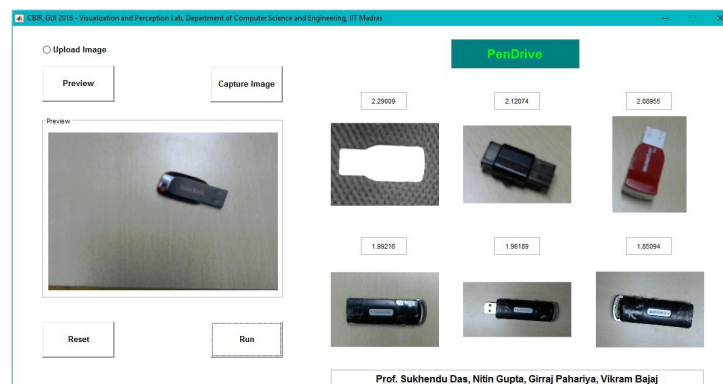 CBIR_GUI 2016 - Visualization and Perception Lab, Department of Computer Science and Engineering, IIT Madras
Upload Image
PenDrive
Preview
Capture Image
2.29009
2.12074
2.08955
Preview
1.99216
1.96189
1.85094
Reset
Run
Prof. Sukhendu Das, Nitin Gupta, Girraj Pahariya, Vikram Bajaj